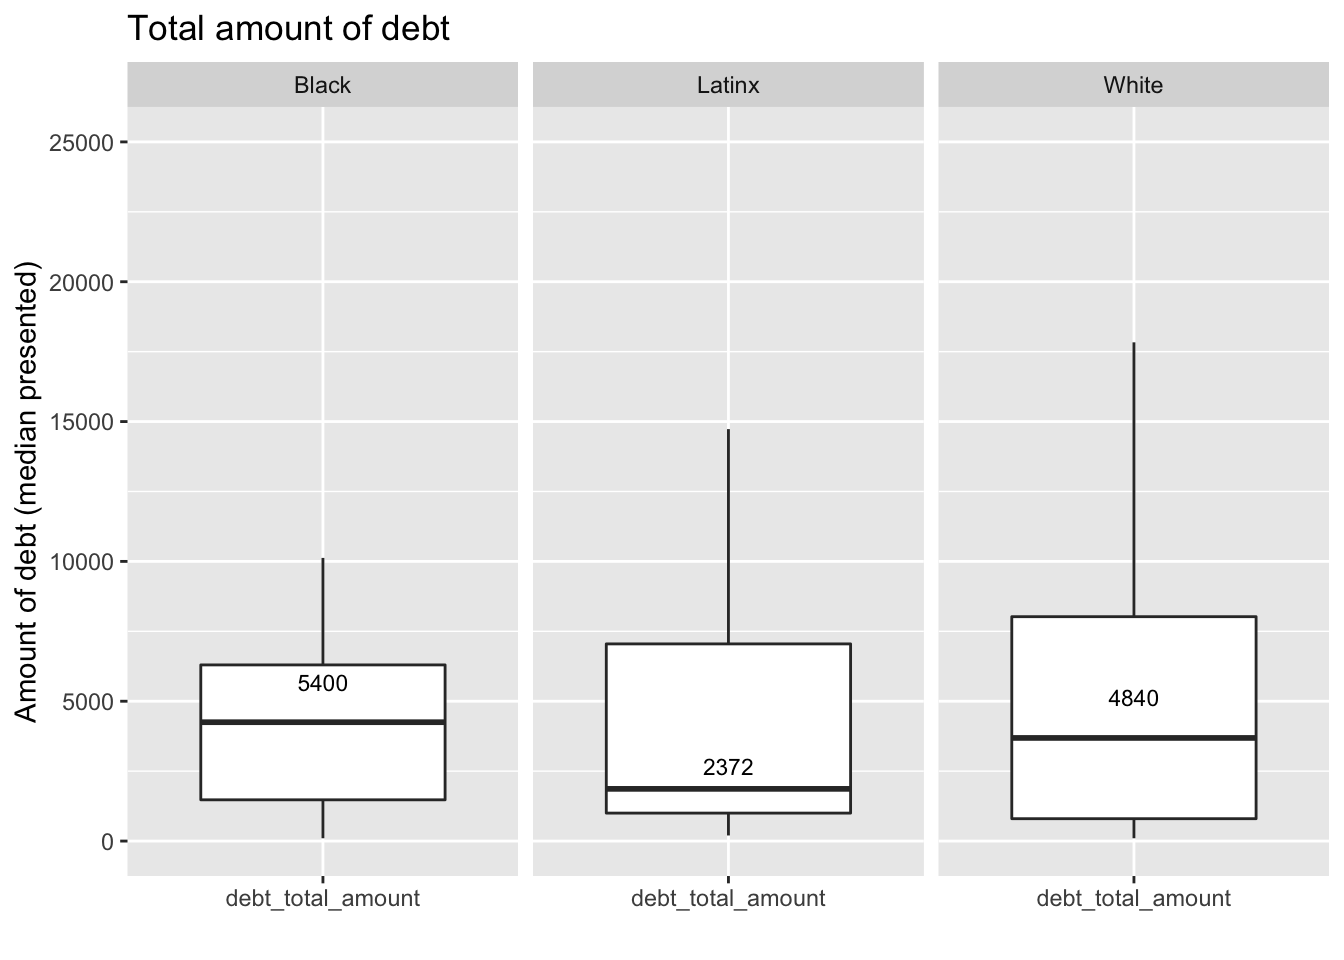 Total amount of debt
Black
Latinx
White
Amount of debt (median presented)
25000
20000
15000
10000
5000
0
5400
2372
4840
debt_total_amount
debt_total_amount
debt_total_amount